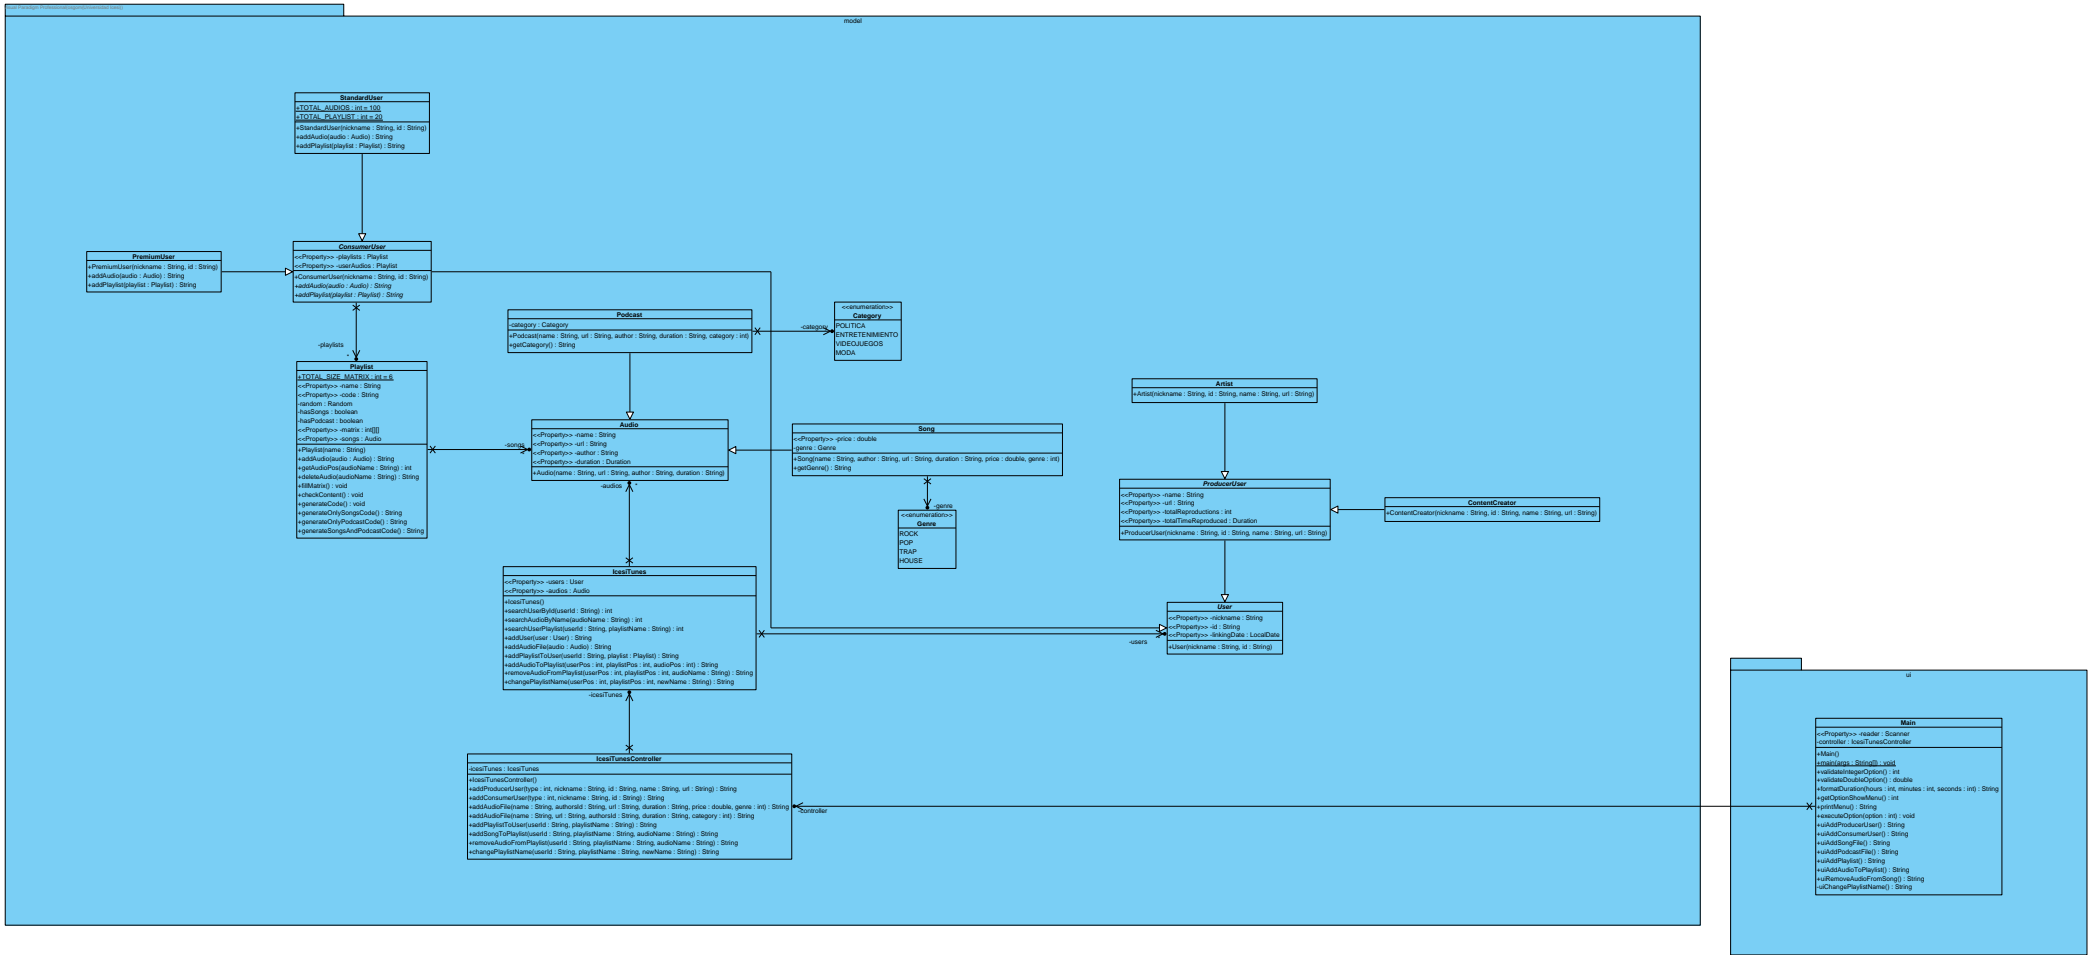 model
StandardUser
+TOTAL_AUDIOS : int = 100
+TOTAL_PLAYLIST : int = 20
+StandardUser(nickname : String, id : String)
+addAudio(audio : Audio) : String
+addPlaylist(playlist : Playlist) : String
PremiumUser
+PremiumUser(nickname : String, id : String)
+addAudio(audio : Audio) : String
+addPlaylist(playlist : Playlist) : String
ConsumerUser
<<Property>> -playlists : Playlist
<<Property>> -userAudios : Playlist
+ConsumerUser(nickname : String, id : String)
+addAudio(audio : Audio) : String
+addPlaylist(playlist : Playlist) : String
-playlists
*
Playlist
+TOTAL_SIZE_MATRIX : int = 6
<<Property>> -name : String
<<Property>> -code : String
-random : Random
-hasSongs : boolean
-hasPodcast : boolean
<<Property>> -matrix : int[][]
<<Property>> -songs : Audio
+Playlist(name : String)
+addAudio(audio : Audio) : String
+getAudioPos(audioName : String) : int
+deleteAudio(audioName : String) : String
+fillMatrix() : void
+checkContent() : void
+generateCode() : void
+generateOnlySongsCode() : String
+generateOnlyPodcastCode() : String
+generateSongsAndPodcastCode() : String
Podcast
-category : Category
+Podcast(name : String, url : String, author : String, duration : String, category : int)
+getCategory() : String
-category
<<enumeration>>
Category
POLITICA
ENTRETENIMIENTO
VIDEOJUEGOS
MODA
-songs
Audio
<<Property>> -name : String
<<Property>> -url : String
<<Property>> -author : String
<<Property>> -duration : Duration
+Audio(name : String, url : String, author : String, duration : String)
-audios
*
Song
<<Property>> -price : double
-genre : Genre
+Song(name : String, author : String, url : String, duration : String, price : double, genre : int)
+getGenre() : String
-genre
<<enumeration>>
Genre
ROCK
POP
TRAP
HOUSE
Artist
+Artist(nickname : String, id : String, name : String, url : String)
ProducerUser
<<Property>> -name : String
<<Property>> -url : String
<<Property>> -totalReproductions : int
<<Property>> -totalTimeReproduced : Duration
+ProducerUser(nickname : String, id : String, name : String, url : String)
ContentCreator
+ContentCreator(nickname : String, id : String, name : String, url : String)
IcesiTunes
<<Property>> -users : User
<<Property>> -audios : Audio
+IcesiTunes()
+searchUserById(userId : String) : int
+searchAudioByName(audioName : String) : int
+searchUserPlaylist(userId : String, playlistName : String) : int
+addUser(user : User) : String
+addAudioFile(audio : Audio) : String
+addPlaylistToUser(userId : String, playlist : Playlist) : String
+addAudioToPlaylist(userPos : int, playlistPos : int, audioPos : int) : String
+removeAudioFromPlaylist(userPos : int, playlistPos : int, audioName : String) : String
+changePlaylistName(userPos : int, playlistPos : int, newName : String) : String
-icesiTunes
-users
User
<<Property>> -nickname : String
<<Property>> -id : String
<<Property>> -linkingDate : LocalDate
+User(nickname : String, id : String)
IcesiTunesController
-icesiTunes : IcesiTunes
+IcesiTunesController()
+addProducerUser(type : int, nickname : String, id : String, name : String, url : String) : String
+addConsumerUser(type : int, nickname : String, id : String) : String
+addAudioFile(name : String, authorsId : String, url : String, duration : String, price : double, genre : int) : String
+addAudioFile(name : String, url : String, authorsId : String, duration : String, category : int) : String
+addPlaylistToUser(userId : String, playlistName : String) : String
+addSongToPlaylist(userId : String, playlistName : String, audioName : String) : String
+removeAudioFromPlaylist(userId : String, playlistName : String, audioName : String) : String
+changePlaylistName(userId : String, playlistName : String, newName : String) : String
-controller
ui
Main
<<Property>> -reader : Scanner
-controller : IcesiTunesController
+Main()
+main(args : String[]) : void
+validateIntegerOption() : int
+validateDoubleOption() : double
+formatDuration(hours : int, minutes : int, seconds : int) : String
+getOptionShowMenu() : int
+printMenu() : String
+executeOption(option : int) : void
+uiAddProducerUser() : String
+uiAddConsumerUser() : String
+uiAddSongFile() : String
+uiAddPodcastFile() : String
+uiAddPlaylist() : String
+uiAddAudioToPlaylist() : String
+uiRemoveAudioFromSong() : String
-uiChangePlaylistName() : String